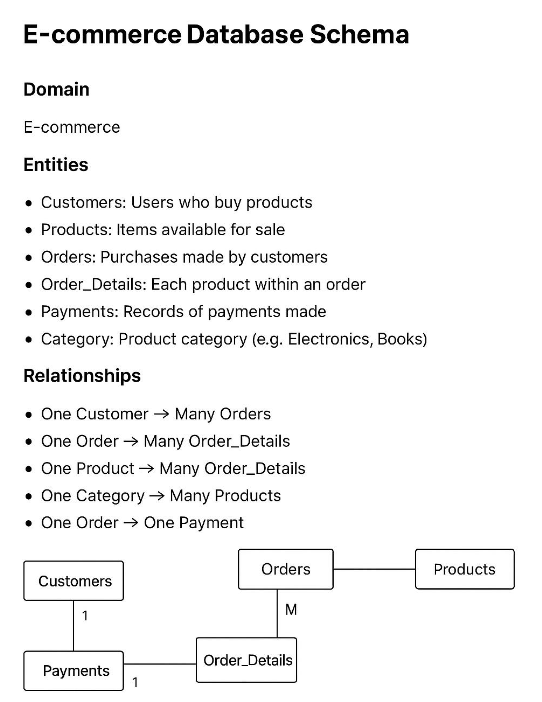 E-commerce Database Schema
Domain
E-commerce
Entities
• Customers: Users who buy products
• Products: Items available for sale
• Orders: Purchases made by customers
• Order_Details: Each product within an order
• Payments: Records of payments made
• Category: Product category (e.g. Electronics, Books)
Relationships
• One Customer → Many Orders
• One Order → Many Order_Details
• One Product → Many Order_Details
• One Category → Many Products
• One Order → One Payment
Orders
Products
Customers
M
1
Order_Details
Payments
1